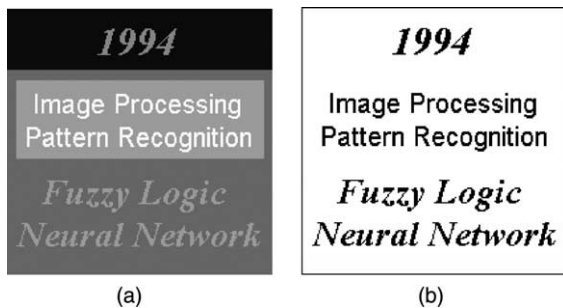 1994
Image Processing
Pattern Recognition
Fuzzy Logic
Neural Network
(a)
1994
Image Processing
Pattern Recognition
Fuzzy Logic
Neural Network
(b)